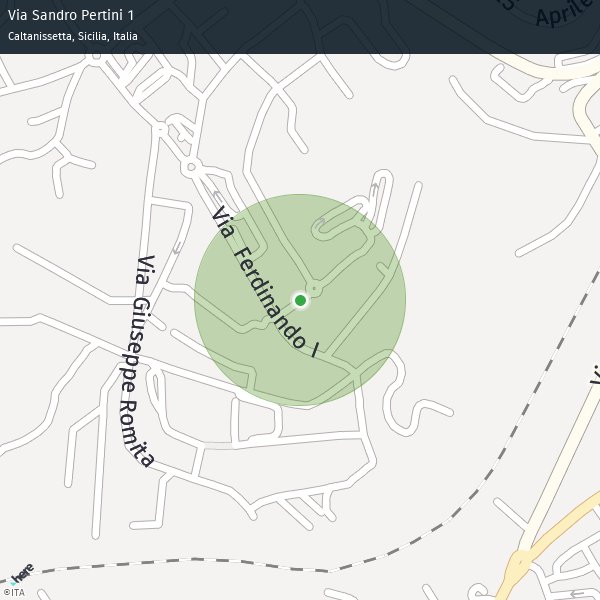 Via Sandro Pertini 1
Caltanissetta, Sicilia, Italia
Aprile
Via Ferdinando I
Via Giuseppe Romita
here
©ITA